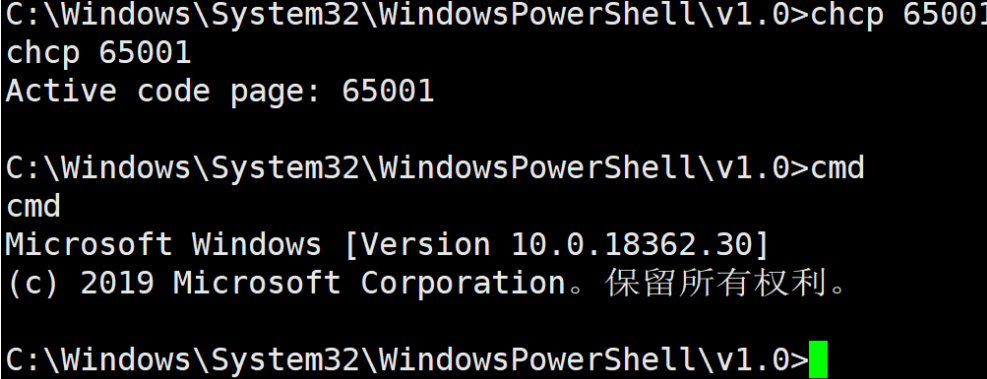 C:\Windows\System32\WindowsPowerShell\v1.0>chcp 65001
chcp 65001
Active code page: 65001
C:\Windows\System32\WindowsPowerShell\v1.0>cmd
cmd
Microsoft Windows [Version 10.0.18362.30]
(c) 2019 Microsoft Corporation。保留所有权利。
C:\Windows\System32\WindowsPowerShell\v1.0>